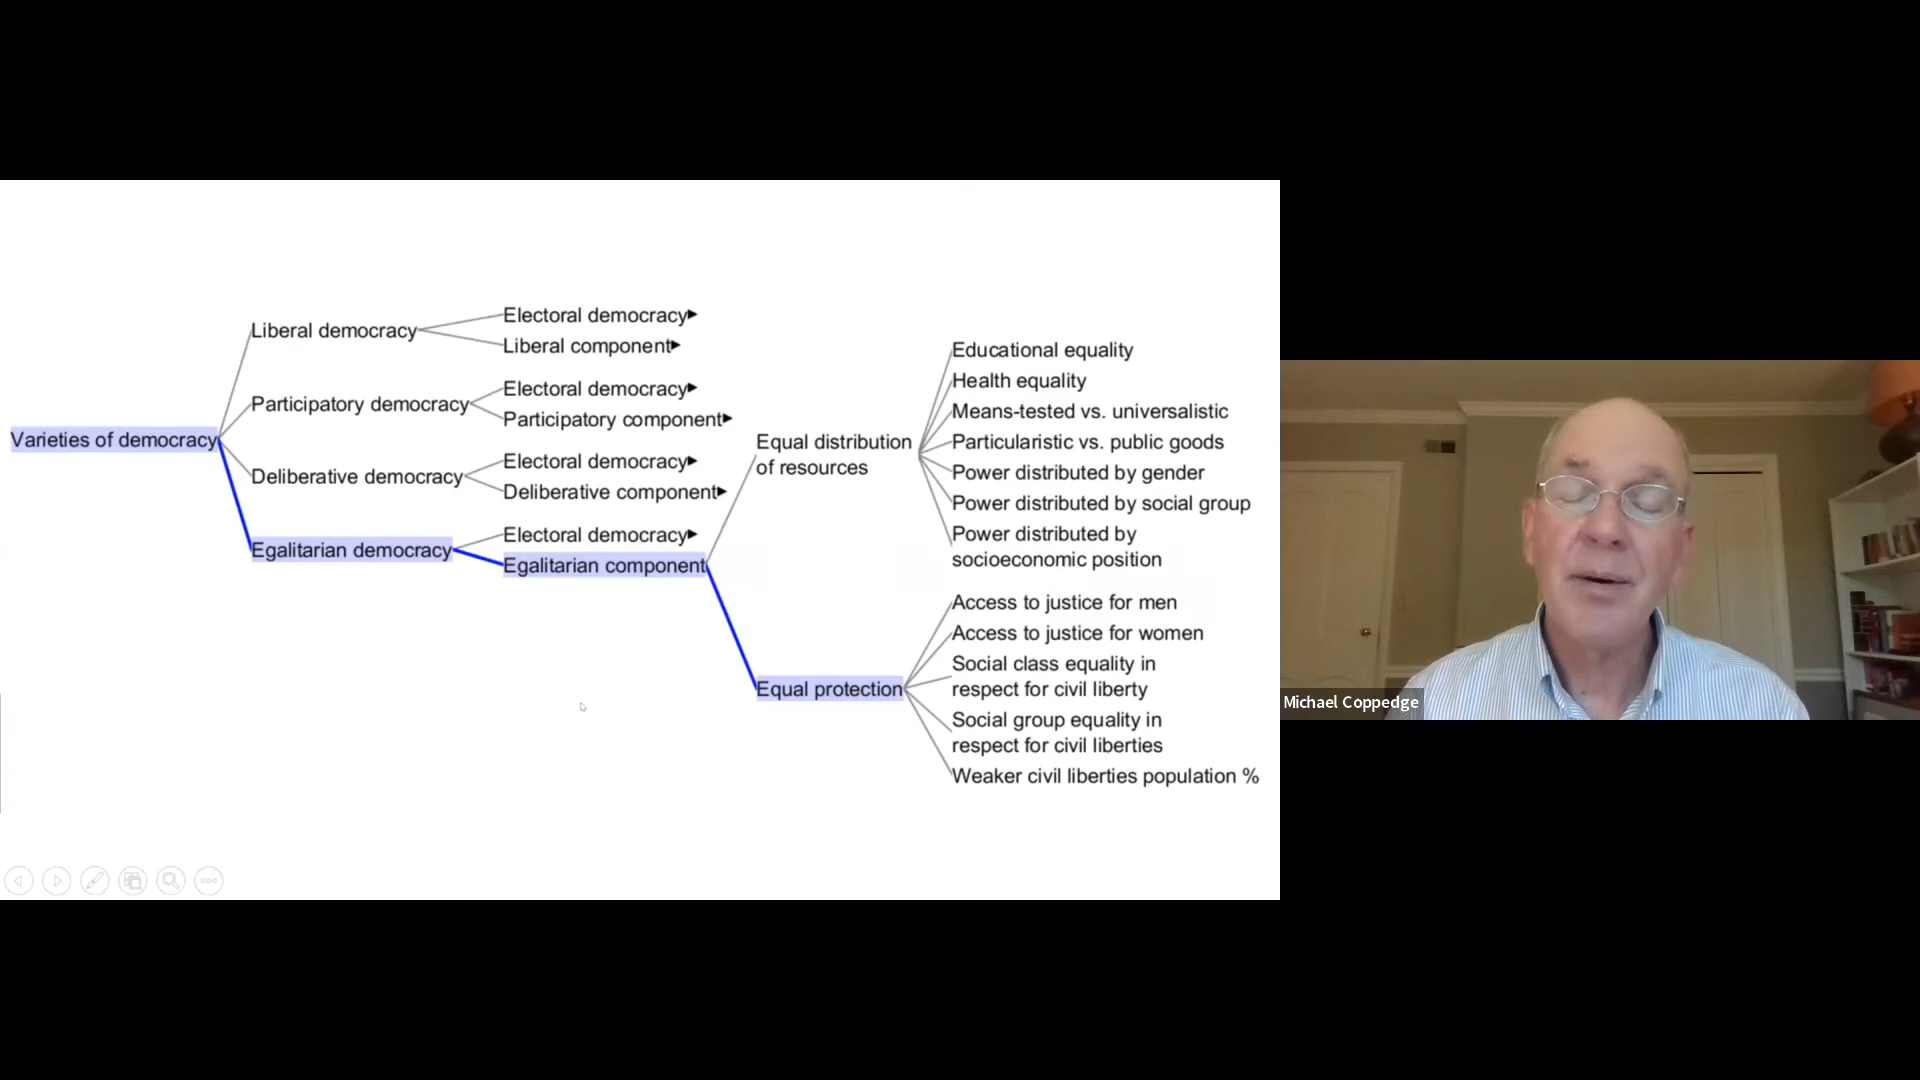 Varieties of democracy
Liberal democracy
Electoral democracy
Liberal component
Participatory democracy
Electoral democracy
Participatory component
Deliberative democracy
Electoral democracy
Deliberative component
Egalitarian democracy
Electoral democracy
Egalitarian component
Equal distribution
of resources
Educational equality
Health equality
Means-tested vs. universalistic
Particularistic vs. public goods
Power distributed by gender
Power distributed by social group
Power distributed by
socioeconomic position
Equal protection
Access to justice for men
Access to justice for women
Social class equality in
respect for civil liberty
Social group equality in
respect for civil liberties
Weaker civil liberties population %
Michael Coppedge